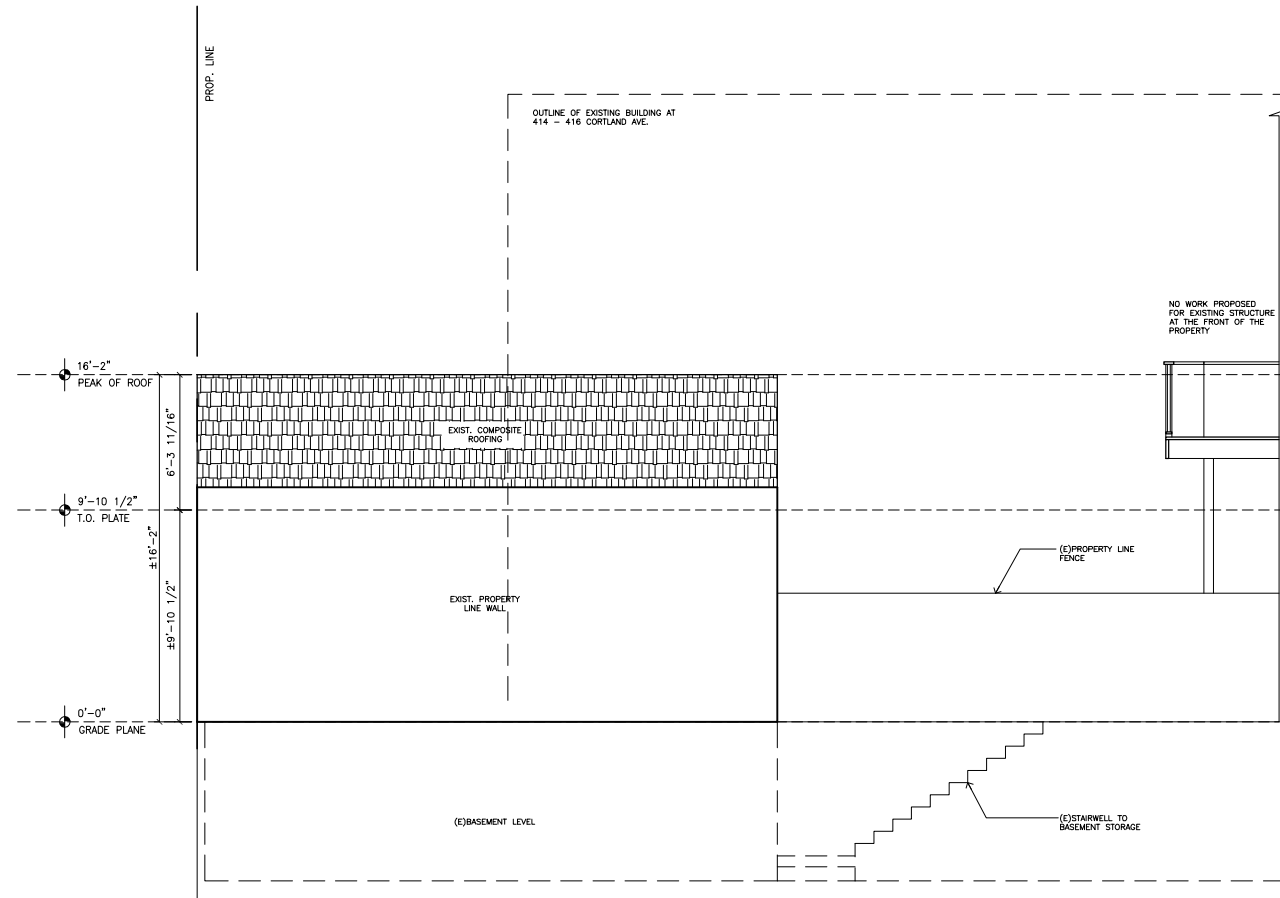 PROP. LINE
OUTLINE OF EXISTING BUILDING AT
414 - 416 CORTLAND AVE.
NO WORK PROPOSED
FOR EXISTING STRUCTURE
AT THE FRONT OF THE
PROPERTY
16'-2"
PEAK OF ROOF
6'-3 11/16"
EXIST. COMPOSITE
ROOFING
9'-10 1/2"
T.O. PLATE
±16'-2"
±9'-10 1/2"
(E)PROPERTY LINE
FENCE
EXIST. PROPERTY
LINE WALL
0'-0"
GRADE PLANE
(E)BASEMENT LEVEL
(E)STAIRWELL TO
BASEMENT STORAGE